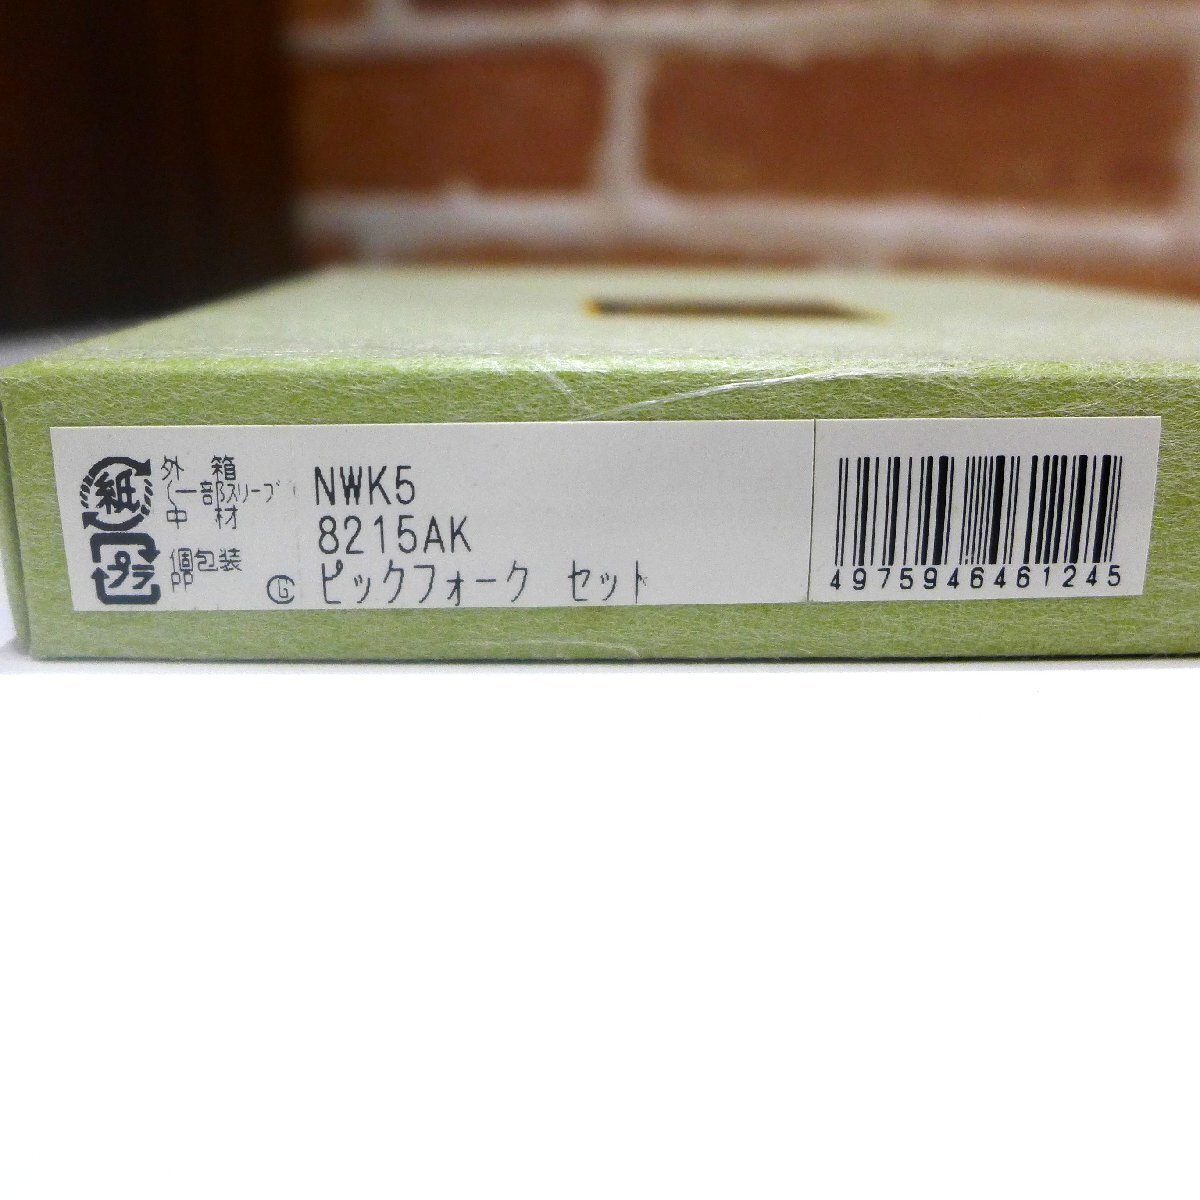 紙
外 箱
(一部スリーブ)
中 材
プラ
個包装
PP
G
NWK5
8215AK
ピックフォーク セット
4975946461245